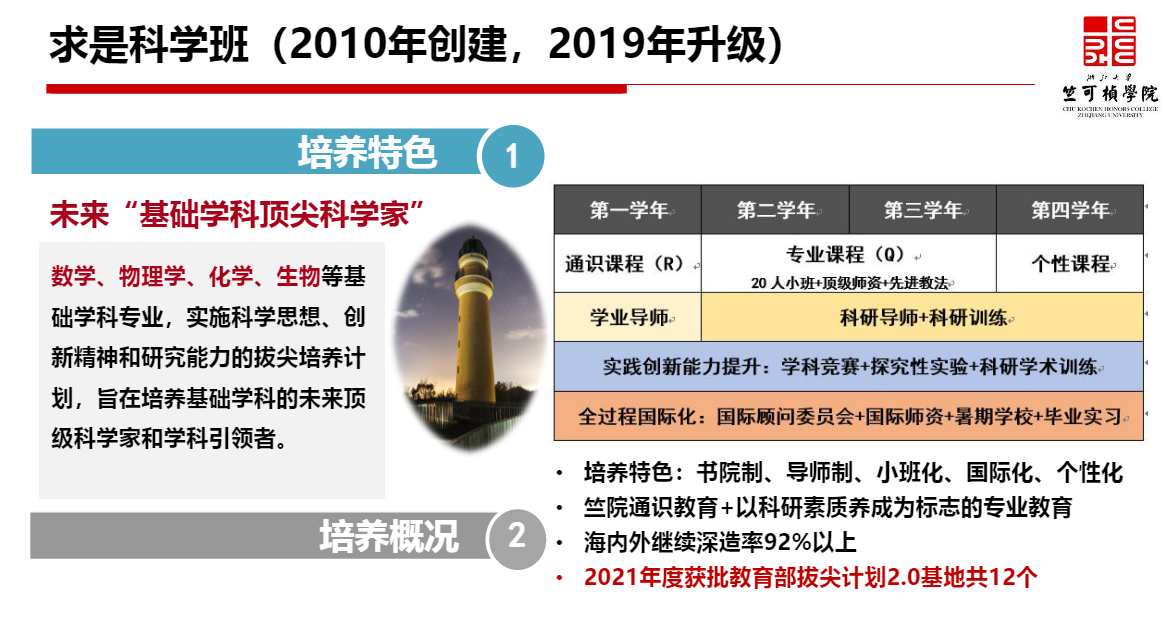 求是科学班（2010年创建，2019年升级）
浙江大学
竺可桢學院
CHU KOCHEN HONORS COLLEGE
ZHEJIANG UNIVERSITY
培养特色 1
未来“基础学科顶尖科学家”
数学、物理学、化学、生物等基
础学科专业，实施科学思想、创
新精神和研究能力的拔尖培养计
划，旨在培养基础学科的未来顶
级科学家和学科引领者。
培养概况 2
第一学年 第二学年 第三学年 第四学年
通识课程（R） 专业课程（Q） 个性课程
20 人小班+顶级师资+先进教法
学业导师 科研导师+科研训练
实践创新能力提升：学科竞赛+探究性实验+科研学术训练
全过程国际化：国际顾问委员会+国际师资+暑期学校+毕业实习
• 培养特色：书院制、导师制、小班化、国际化、个性化
• 竺院通识教育+以科研素质养成为标志的专业教育
• 海内外继续深造率92%以上
• 2021年度获批教育部拔尖计划2.0基地共12个